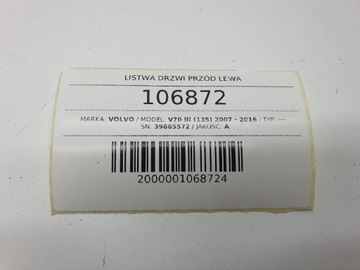 LISTWA DRZWI PRZÓD LEWA
106872
MARKA: VOLVO / MODEL: V70 III (135) 2007 - 2016 / TYP: ---
SN: 39885572 / JAKOŚĆ: A
2000001068724